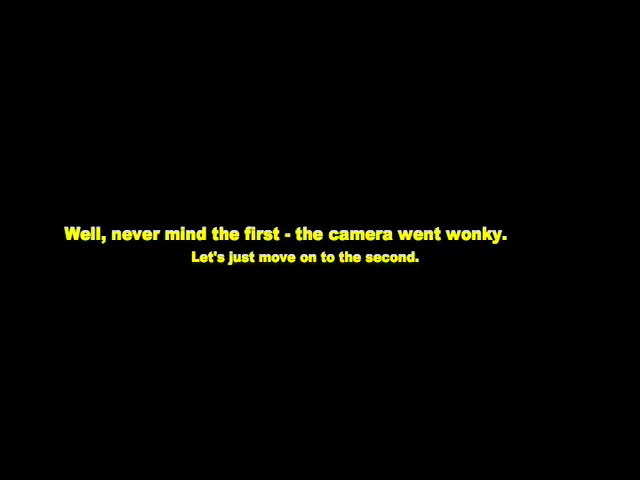 Well, never mind the first - the camera went wonky.
Let's just move on to the second.